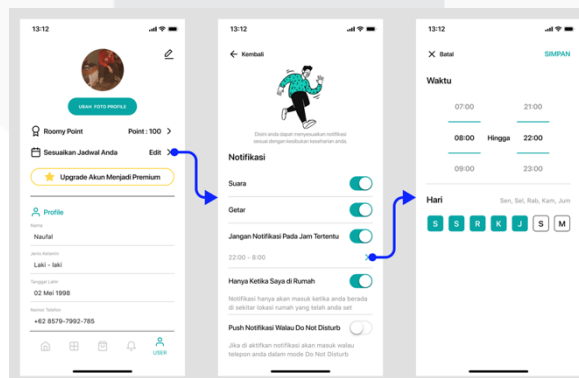 13:12
UBAH FOTO PROFILE
Roomy Point
Point : 100
Sesuaikan Jadwal Anda
Edit
Upgrade Akun Menjadi Premium
Profile
Nama
Naufal
Jenis Kelamin
Laki - laki
Tanggal Lahir
02 Mei 1998
Nomor Telefon
+62 8579-7992-785
USER
13:12
Kembali
Disini anda dapat menyesuaikan notifikasi
sesuai dengan kebutuhan keseharian anda.
Notifikasi
Suara
Getar
Jangan Notifikasi Pada Jam Tertentu
22:00 - 8:00
Hanya Ketika Saya di Rumah
Notifikasi hanya akan masuk ketika anda berada
di sekitar lokasi rumah yang telah anda set
Push Notifikasi Walau Do Not Disturb
Jika di aktifkan notifikasi akan masuk walau
telepon anda dalam mode Do Not Disturb
13:12
Batal
SIMPAN
Waktu
07:00 21:00
08:00 Hingga 22:00
09:00 23:00
Hari
Sen, Sel, Rab, Kam, Jum
S S R K J S M